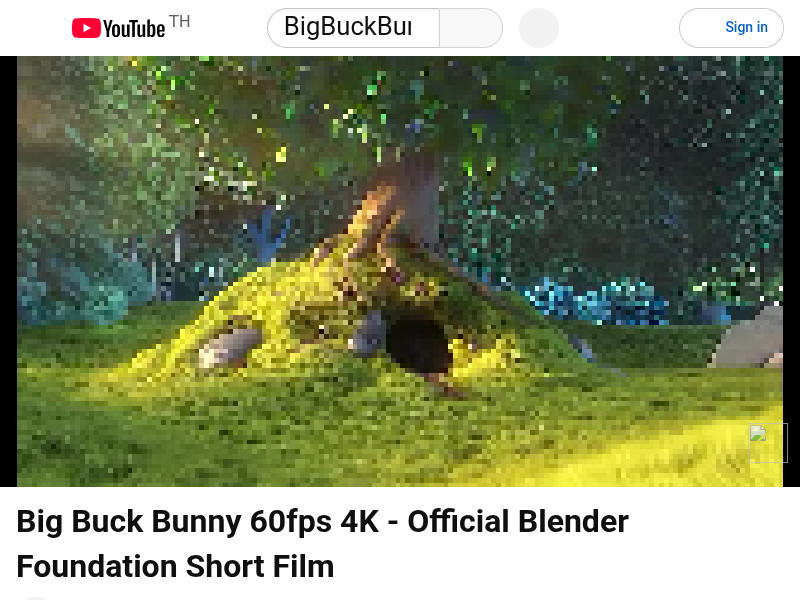 YouTube TH
BigBuckBu
Sign in
Big Buck Bunny 60fps 4K - Official Blender
Foundation Short Film